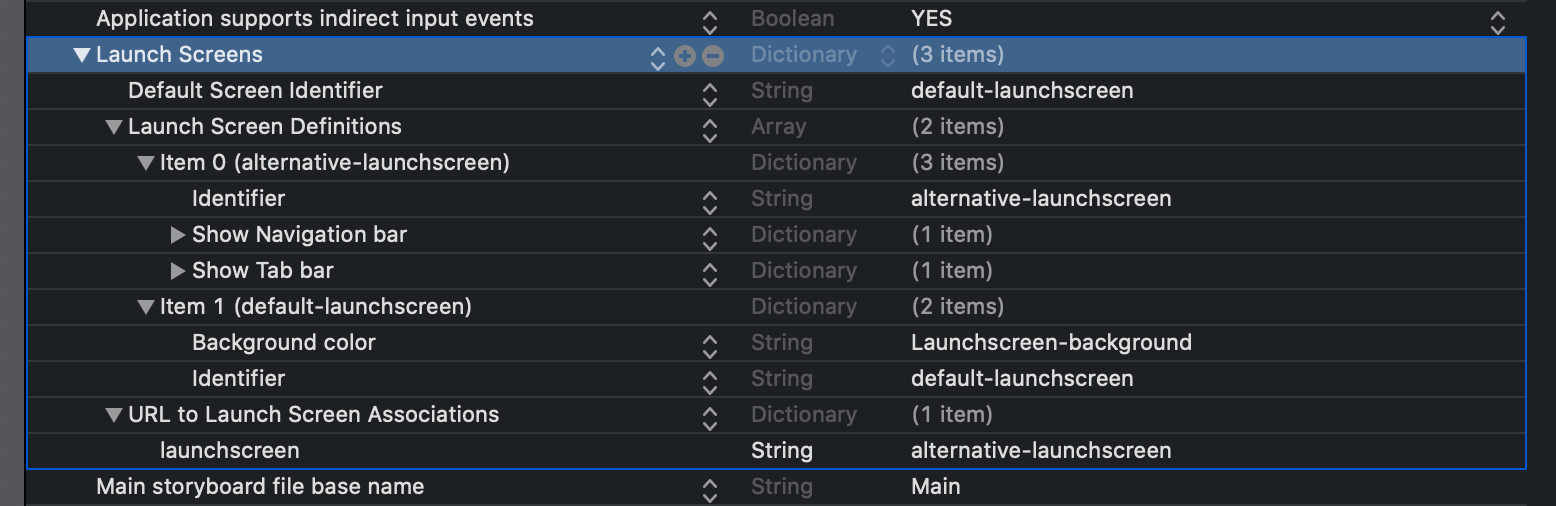 Application supports indirect input events Boolean YES
Launch Screens Dictionary (3 items)
Default Screen Identifier String default-launchscreen
Launch Screen Definitions Array (2 items)
Item 0 (alternative-launchscreen) Dictionary (3 items)
Identifier String alternative-launchscreen
Show Navigation bar Dictionary (1 item)
Show Tab bar Dictionary (1 item)
Item 1 (default-launchscreen) Dictionary (2 items)
Background color String Launchscreen-background
Identifier String default-launchscreen
URL to Launch Screen Associations Dictionary (1 item)
launchscreen String alternative-launchscreen
Main storyboard file base name String Main